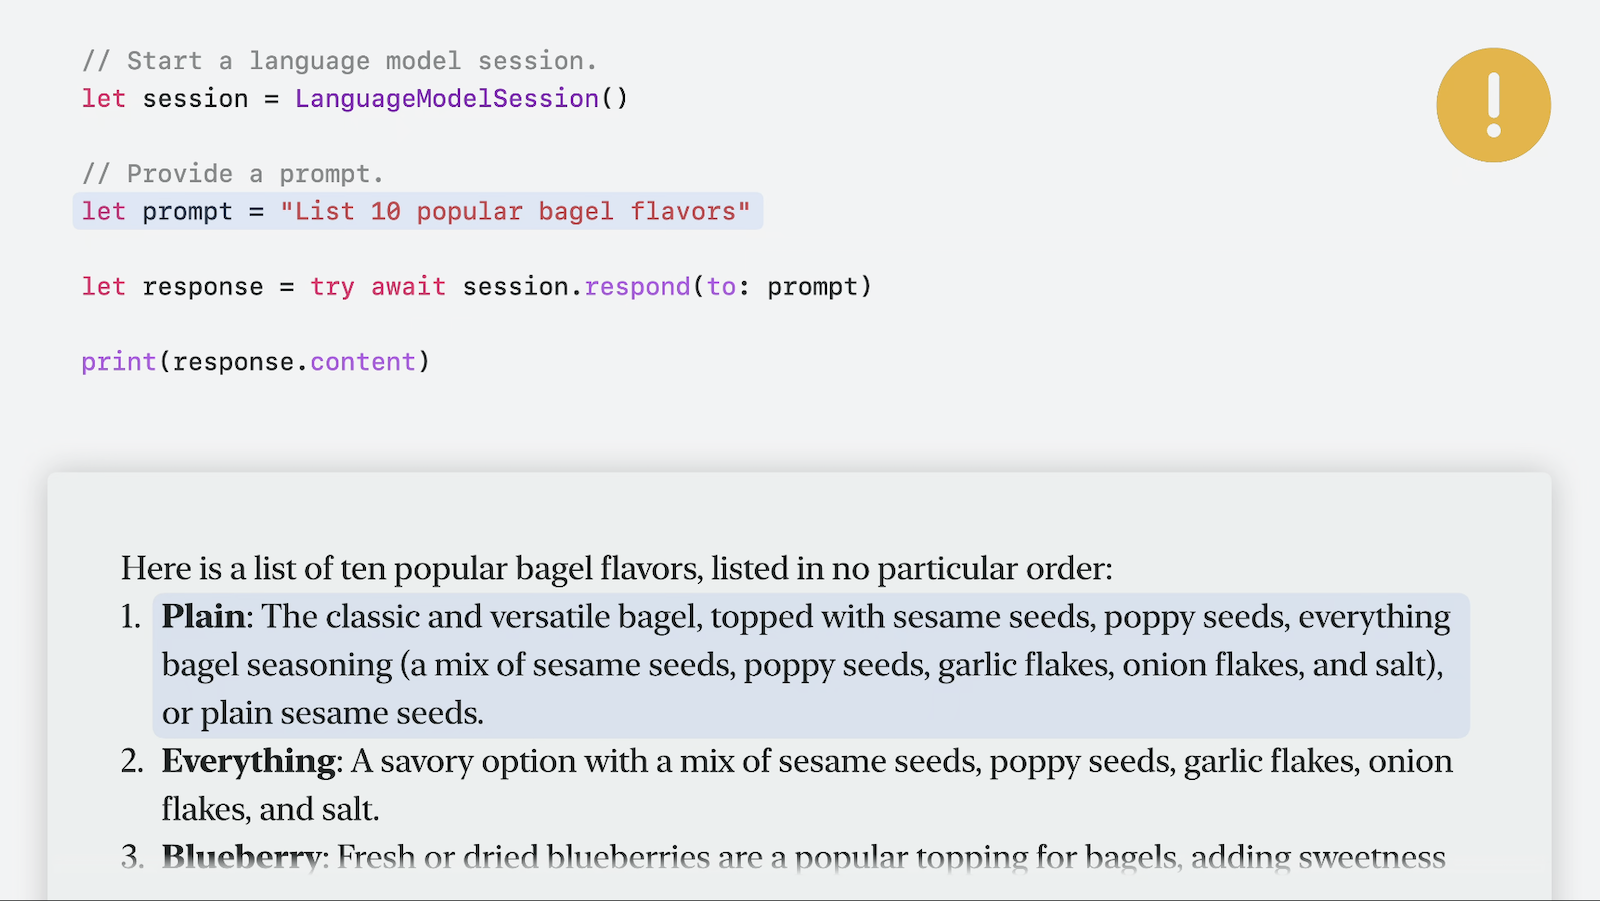 // Start a language model session.
let session = LanguageModelSession()
// Provide a prompt.
let prompt = "List 10 popular bagel flavors"
let response = try await session.respond(to: prompt)
print(response.content)
!
Here is a list of ten popular bagel flavors, listed in no particular order:
1. Plain: The classic and versatile bagel, topped with sesame seeds, poppy seeds, everything
bagel seasoning (a mix of sesame seeds, poppy seeds, garlic flakes, onion flakes, and salt),
or plain sesame seeds.
2. Everything: A savory option with a mix of sesame seeds, poppy seeds, garlic flakes, onion
flakes, and salt.
3. Blueberry: Fresh or dried blueberries are a popular topping for bagels, adding sweetness